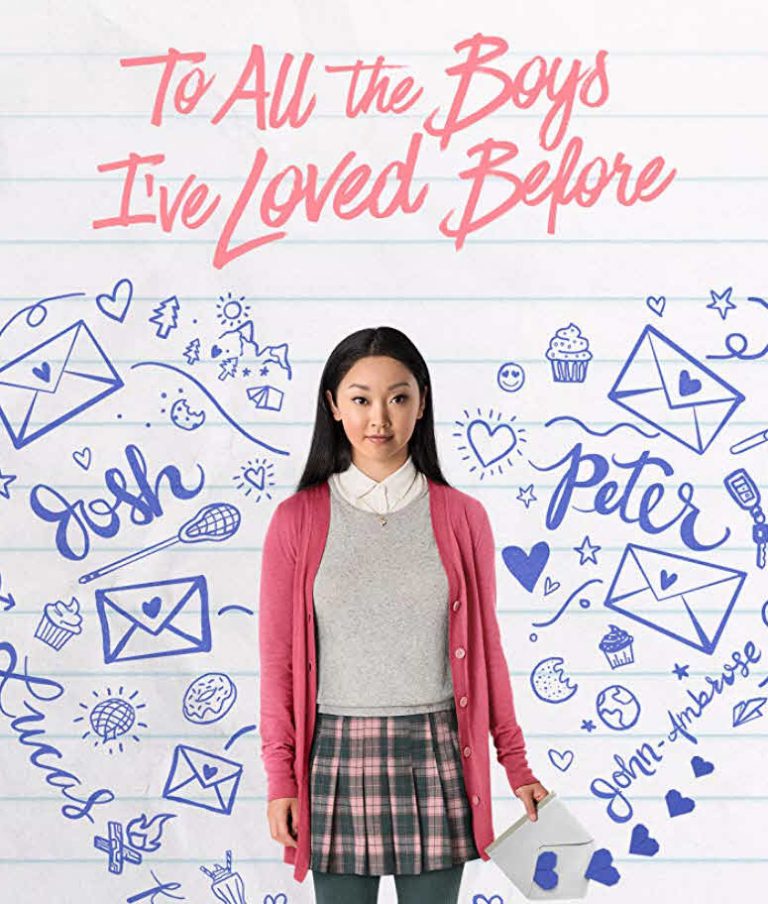 To All the Boys
I've Loved Before
Josh
Peter
Lucas
John-Ambrose